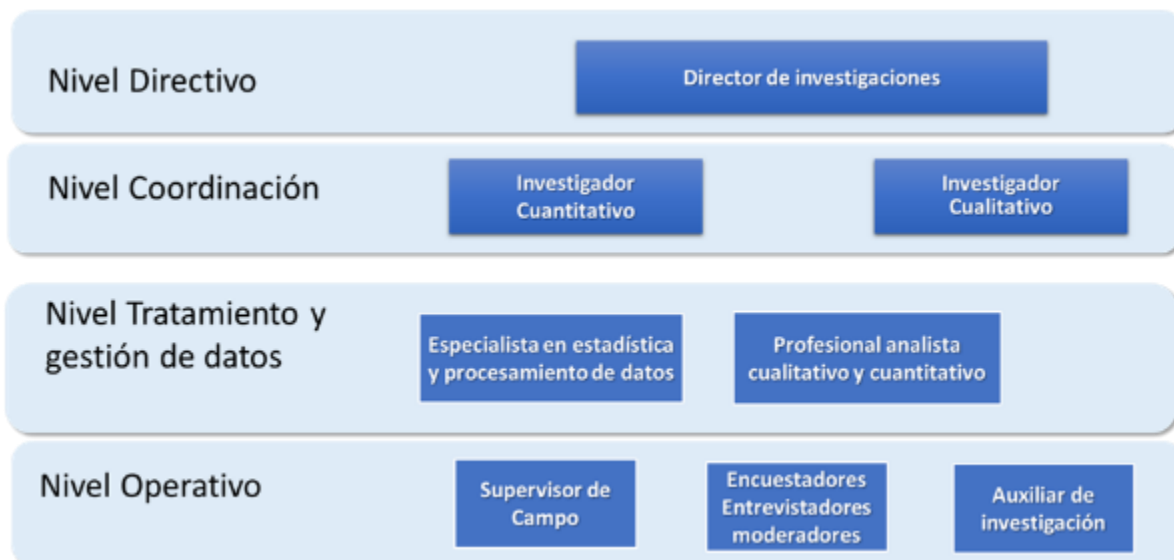 Nivel Directivo
Director de investigaciones
Nivel Coordinación
Investigador
Cuantitativo
Investigador
Cualitativo
Nivel Tratamiento y
gestión de datos
Especialista en estadística
y procesamiento de datos
Profesional analista
cualitativo y cuantitativo
Nivel Operativo
Supervisor de
Campo
Encuestadores
Entrevistadores
moderadores
Auxiliar de
investigación